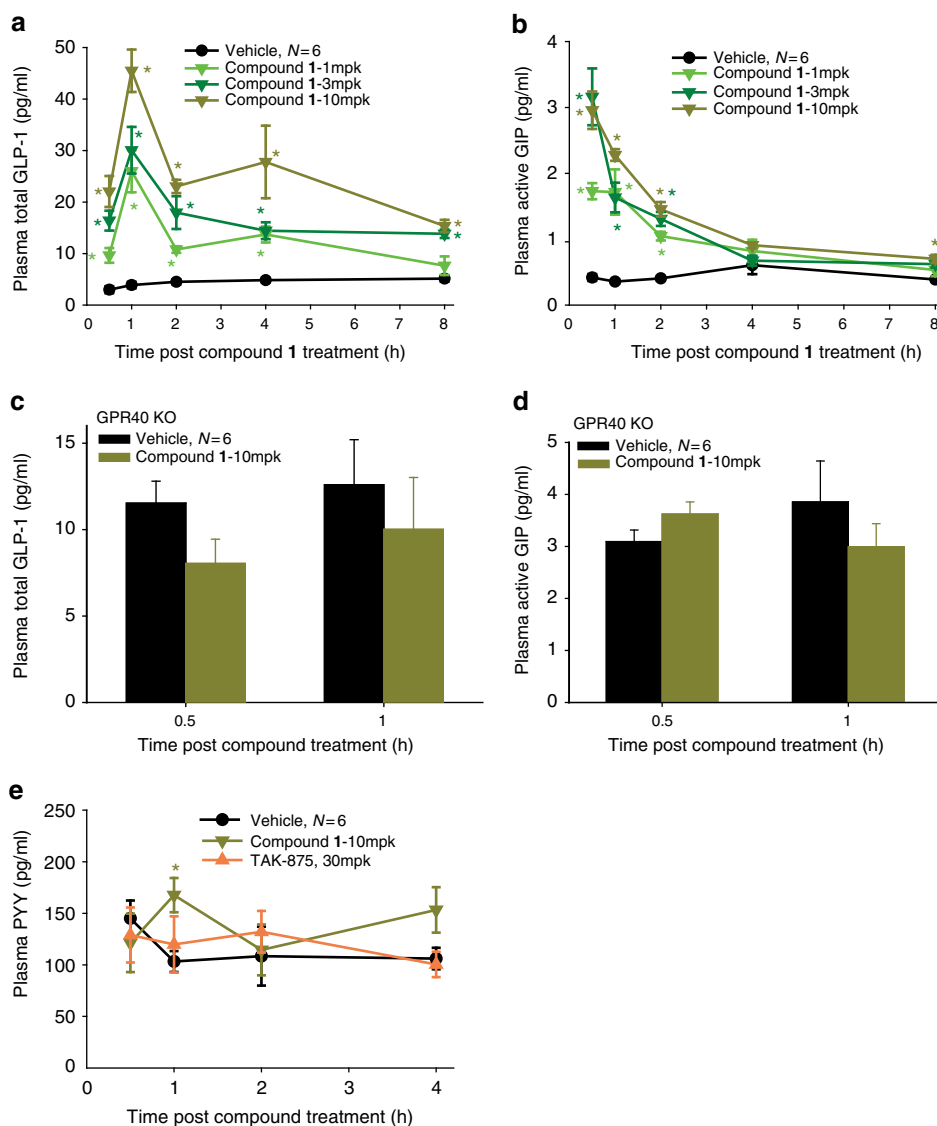 a
Plasma total GLP-1 (pg/ml)
50
40
30
20
10
0
Vehicle, N=6
Compound 1-1mpk
Compound 1-3mpk
Compound 1-10mpk
* * * * * * * * * * * * *
0 1 2 3 4 5 6 7 8
Time post compound 1 treatment (h)
b
Plasma active GIP (pg/ml)
4
3
2
1
0
Vehicle, N=6
Compound 1-1mpk
Compound 1-3mpk
Compound 1-10mpk
* * * * * * * * * *
0 1 2 3 4 5 6 7 8
Time post compound 1 treatment (h)
c
GPR40 KO
Vehicle, N=6
Compound 1-10mpk
Plasma total GLP-1 (pg/ml)
15
10
5
0
0.5 1
Time post compound treatment (h)
d
GPR40 KO
Vehicle, N=6
Compound 1-10mpk
Plasma active GIP (pg/ml)
5
4
3
2
1
0
0.5 1
Time post compound treatment (h)
e
Plasma PYY (pg/ml)
250
200
150
100
50
0
Vehicle, N=6
Compound 1-10mpk
TAK-875, 30mpk
*
0 1 2 3 4
Time post compound treatment (h)